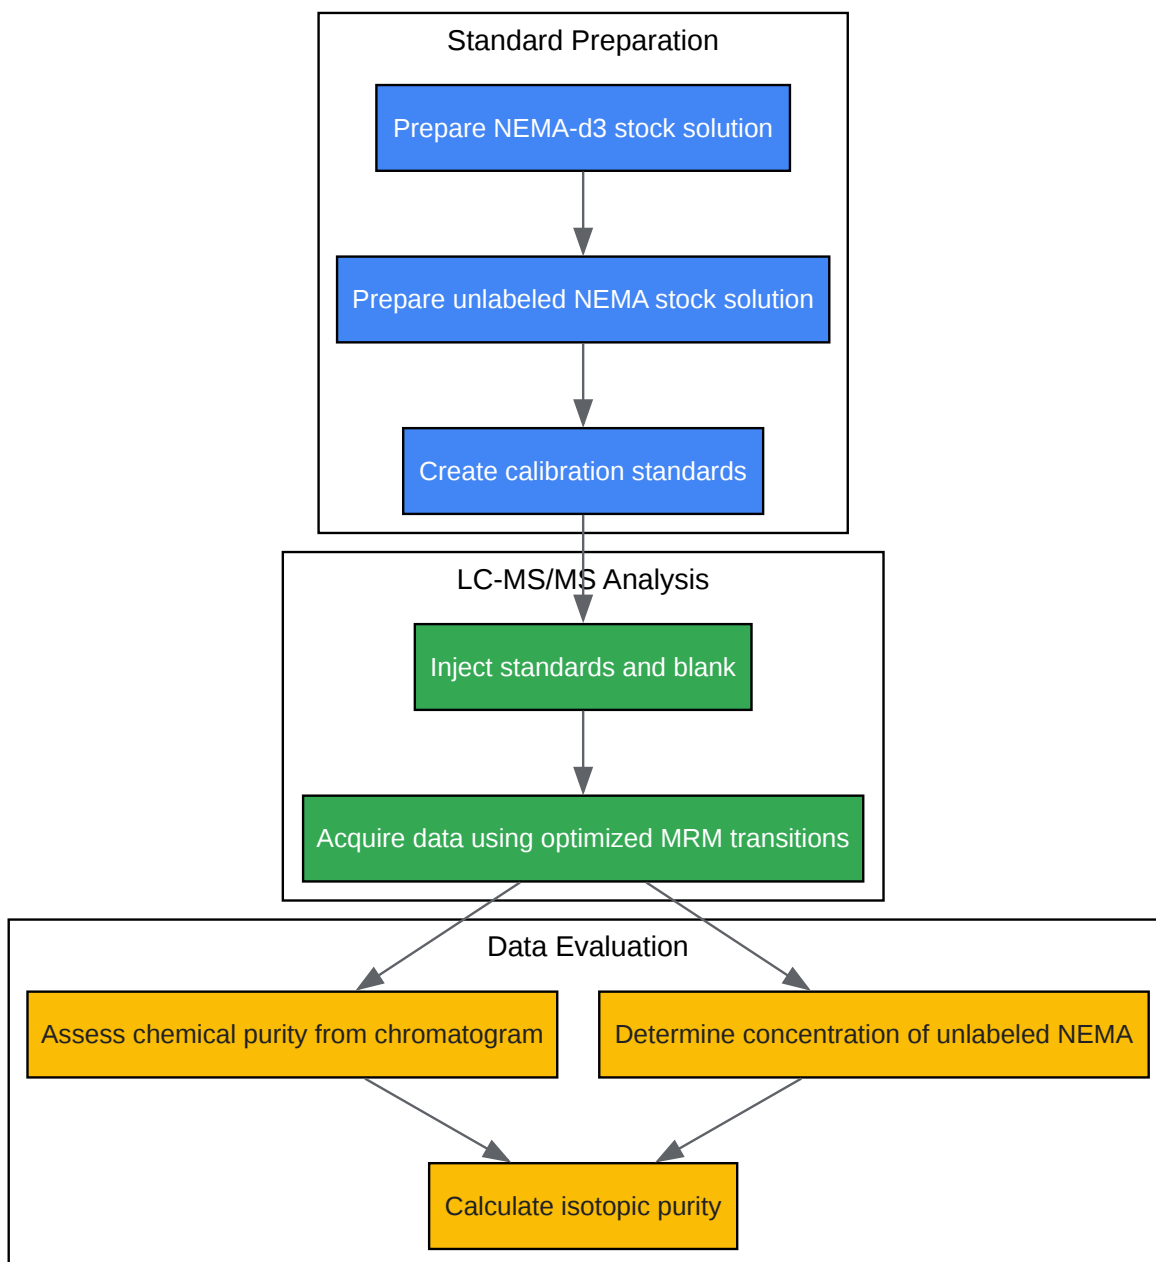 Standard Preparation
Prepare NEMA-d3 stock solution
Prepare unlabeled NEMA stock solution
Create calibration standards
LC-MS/MS Analysis
Inject standards and blank
Acquire data using optimized MRM transitions
Data Evaluation
Assess chemical purity from chromatogram
Determine concentration of unlabeled NEMA
Calculate isotopic purity